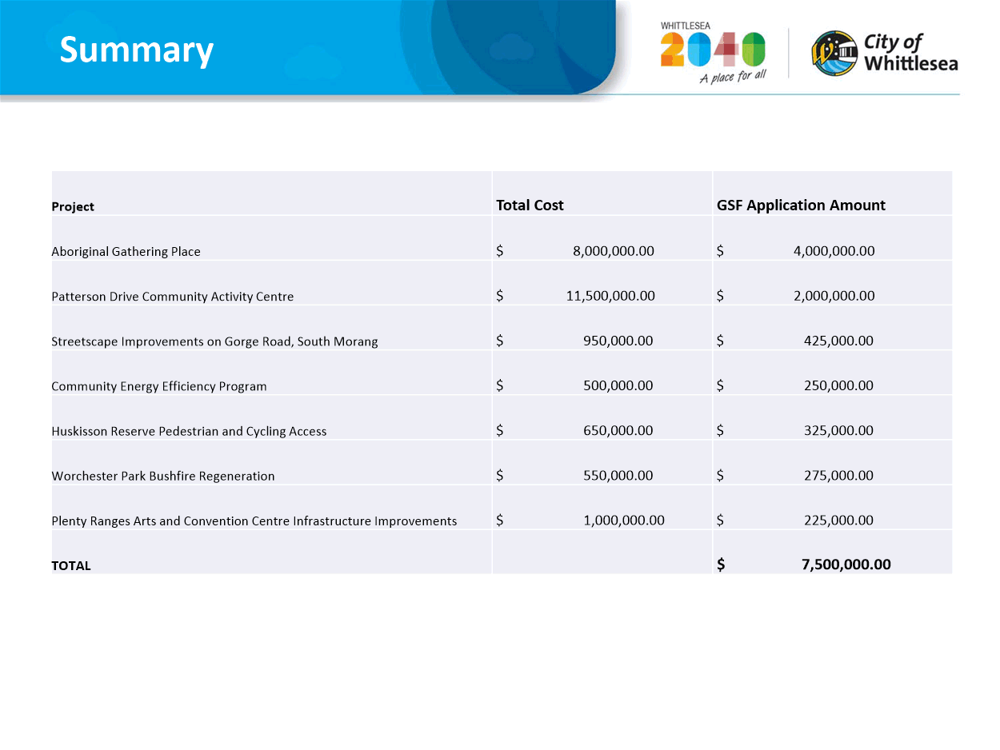 Summary
WHITTLESEA
2040
A place for all
City of
Whittlesea
Project Total Cost GSF Application Amount
Aboriginal Gathering Place $ 8,000,000.00 $ 4,000,000.00
Patterson Drive Community Activity Centre $ 11,500,000.00 $ 2,000,000.00
Streetscape Improvements on Gorge Road, South Morang $ 950,000.00 $ 425,000.00
Community Energy Efficiency Program $ 500,000.00 $ 250,000.00
Huskisson Reserve Pedestrian and Cycling Access $ 650,000.00 $ 325,000.00
Worchester Park Bushfire Regeneration $ 550,000.00 $ 275,000.00
Plenty Ranges Arts and Convention Centre Infrastructure Improvements $ 1,000,000.00 $ 225,000.00
TOTAL $ 7,500,000.00